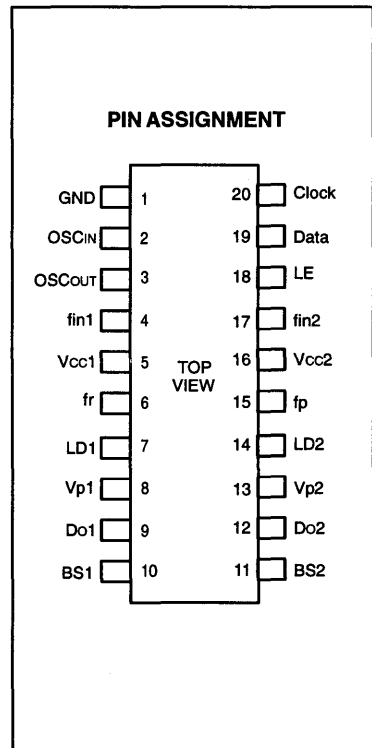 PIN ASSIGNMENT
GND 1 20 Clock
OSCIN 2 19 Data
OSCOUT 3 18 LE
fin1 4 17 fin2
Vcc1 5 16 Vcc2
TOP
VIEW
fr 6 15 fp
LD1 7 14 LD2
Vp1 8 13 Vp2
Do1 9 12 Do2
BS1 10 11 BS2